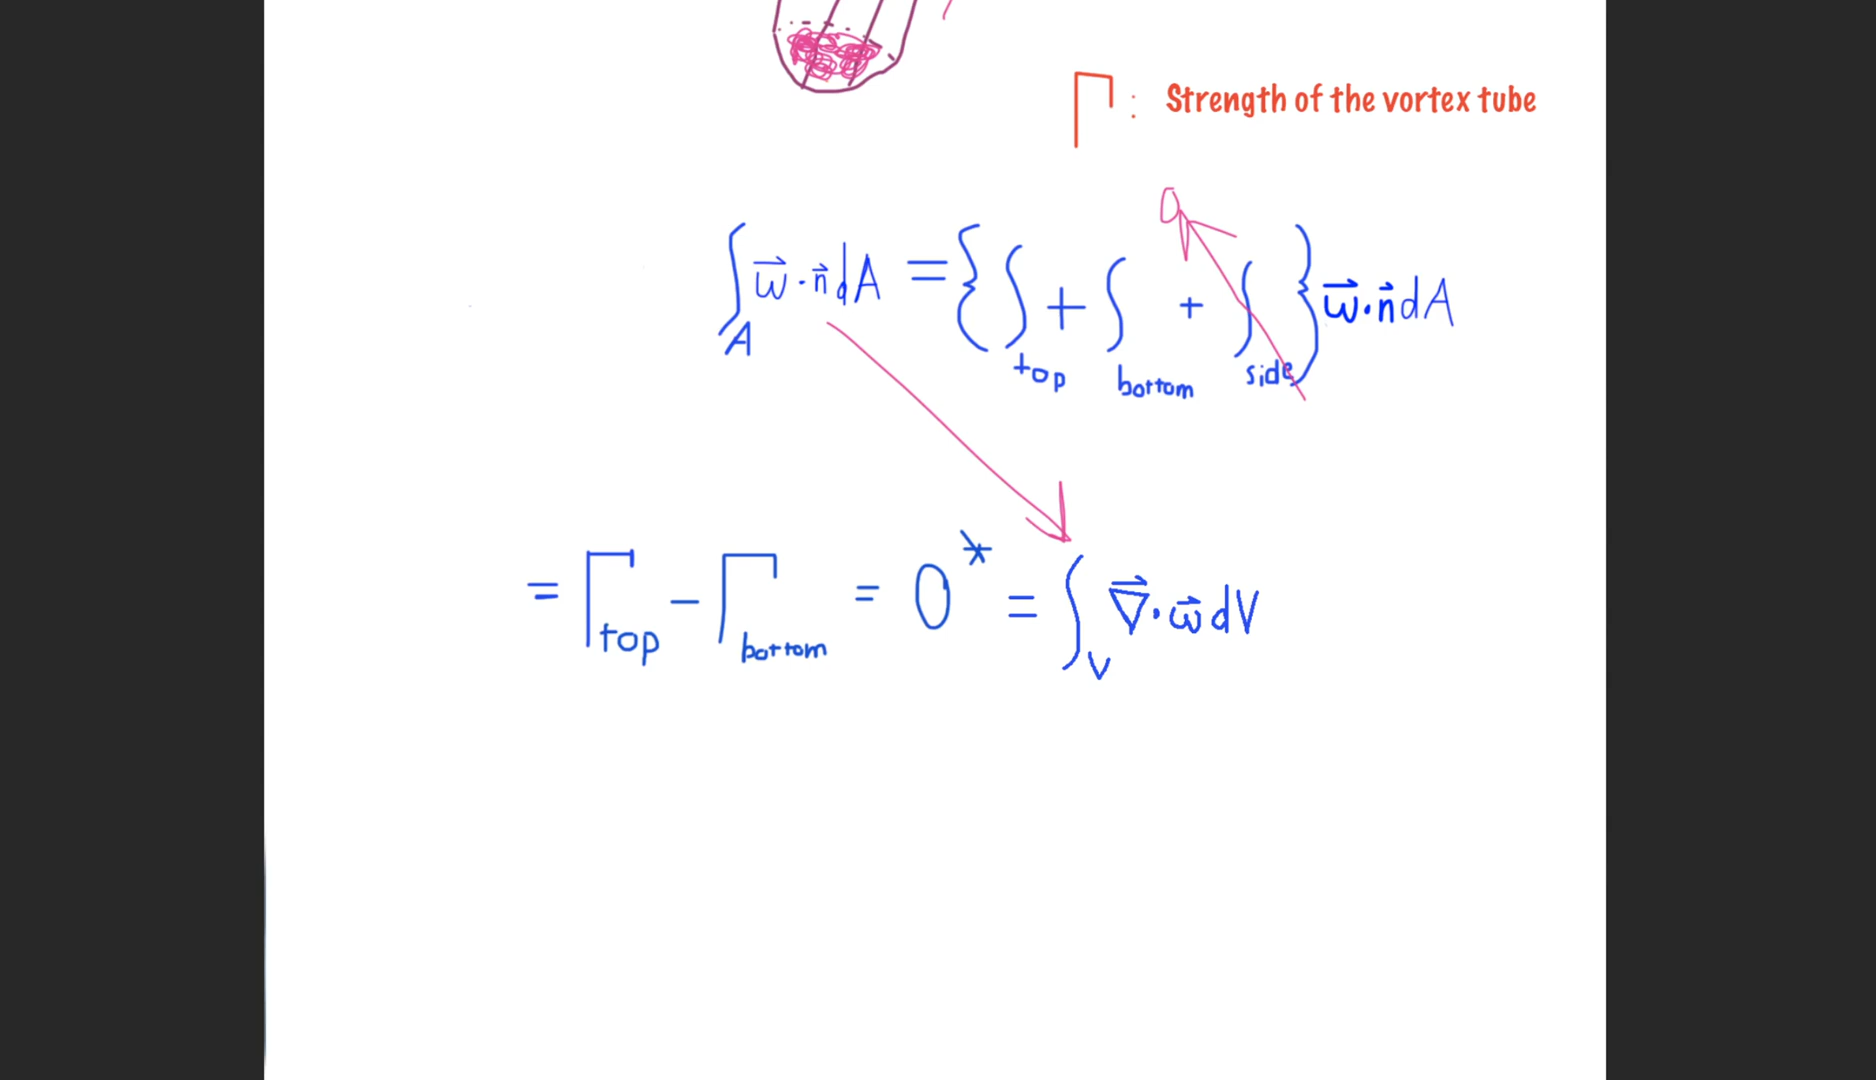 Γ : Strength of the vortex tube
0
∫_A ω⃗ · n⃗ dA = { ∫_top + ∫_bottom + ∫_side } ω⃗ · n⃗ dA
= Γ_top − Γ_bottom = 0* = ∫_V ∇⃗ · ω⃗ dV